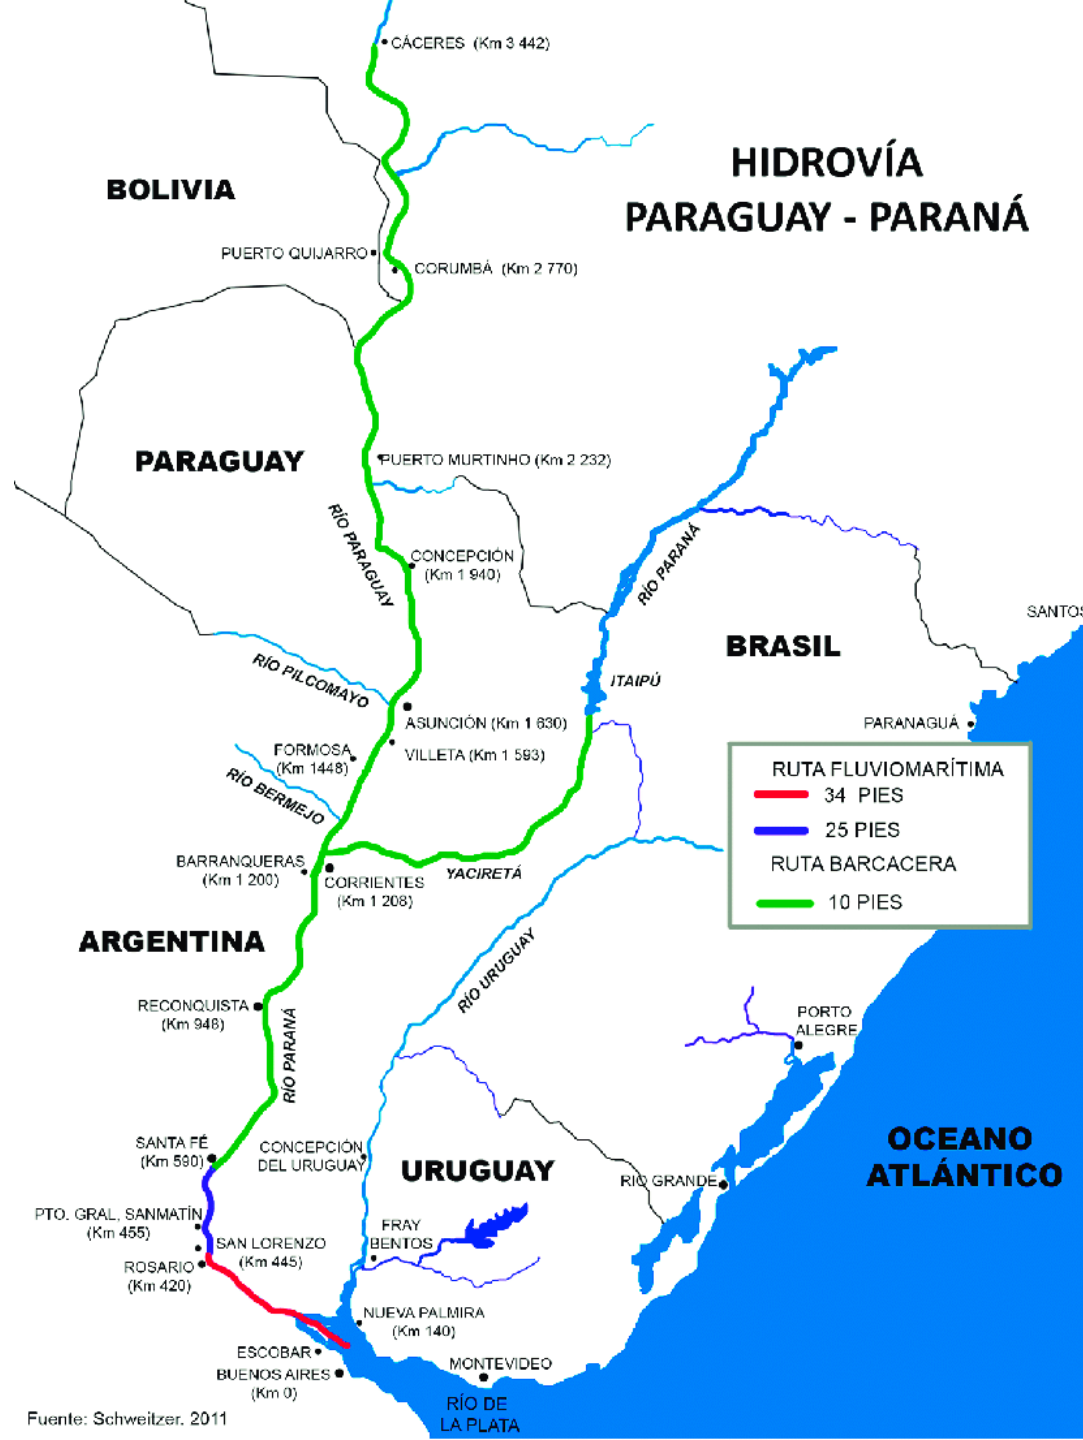 CÁCERES (Km 3 442)
HIDROVÍA
PARAGUAY - PARANÁ
BOLIVIA
PUERTO QUIJARRO
CORUMBÁ (Km 2 770)
PARAGUAY
PUERTO MURTINHO (Km 2 232)
RÍO PARAGUAY
CONCEPCIÓN
(Km 1 940)
RÍO PARANÁ
SANTOS
BRASIL
RÍO PILCOMAYO
ITAIPÚ
ASUNCIÓN (Km 1 630)
PARANAGUÁ
FORMOSA
(Km 1448)
VILLETA (Km 1 593)
RÍO BERMEJO
RUTA FLUVIOMARÍTIMA
34 PIES
25 PIES
RUTA BARCACERA
10 PIES
BARRANQUERAS
(Km 1 200)
YACIRETÁ
CORRIENTES
(Km 1 208)
ARGENTINA
RÍO URUGUAY
RECONQUISTA
(Km 948)
RÍO PARANÁ
PORTO
ALEGRE
SANTA FÉ
(Km 590)
CONCEPCIÓN
DEL URUGUAY
URUGUAY
OCEANO
ATLÁNTICO
RIO GRANDE
PTO. GRAL, SANMATÍN
(Km 455)
FRAY
BENTOS
SAN LORENZO
(Km 445)
ROSARIO
(Km 420)
NUEVA PALMIRA
(Km 140)
ESCOBAR
BUENOS AIRES
(Km 0)
MONTEVIDEO
RÍO DE
LA PLATA
Fuente: Schweitzer. 2011